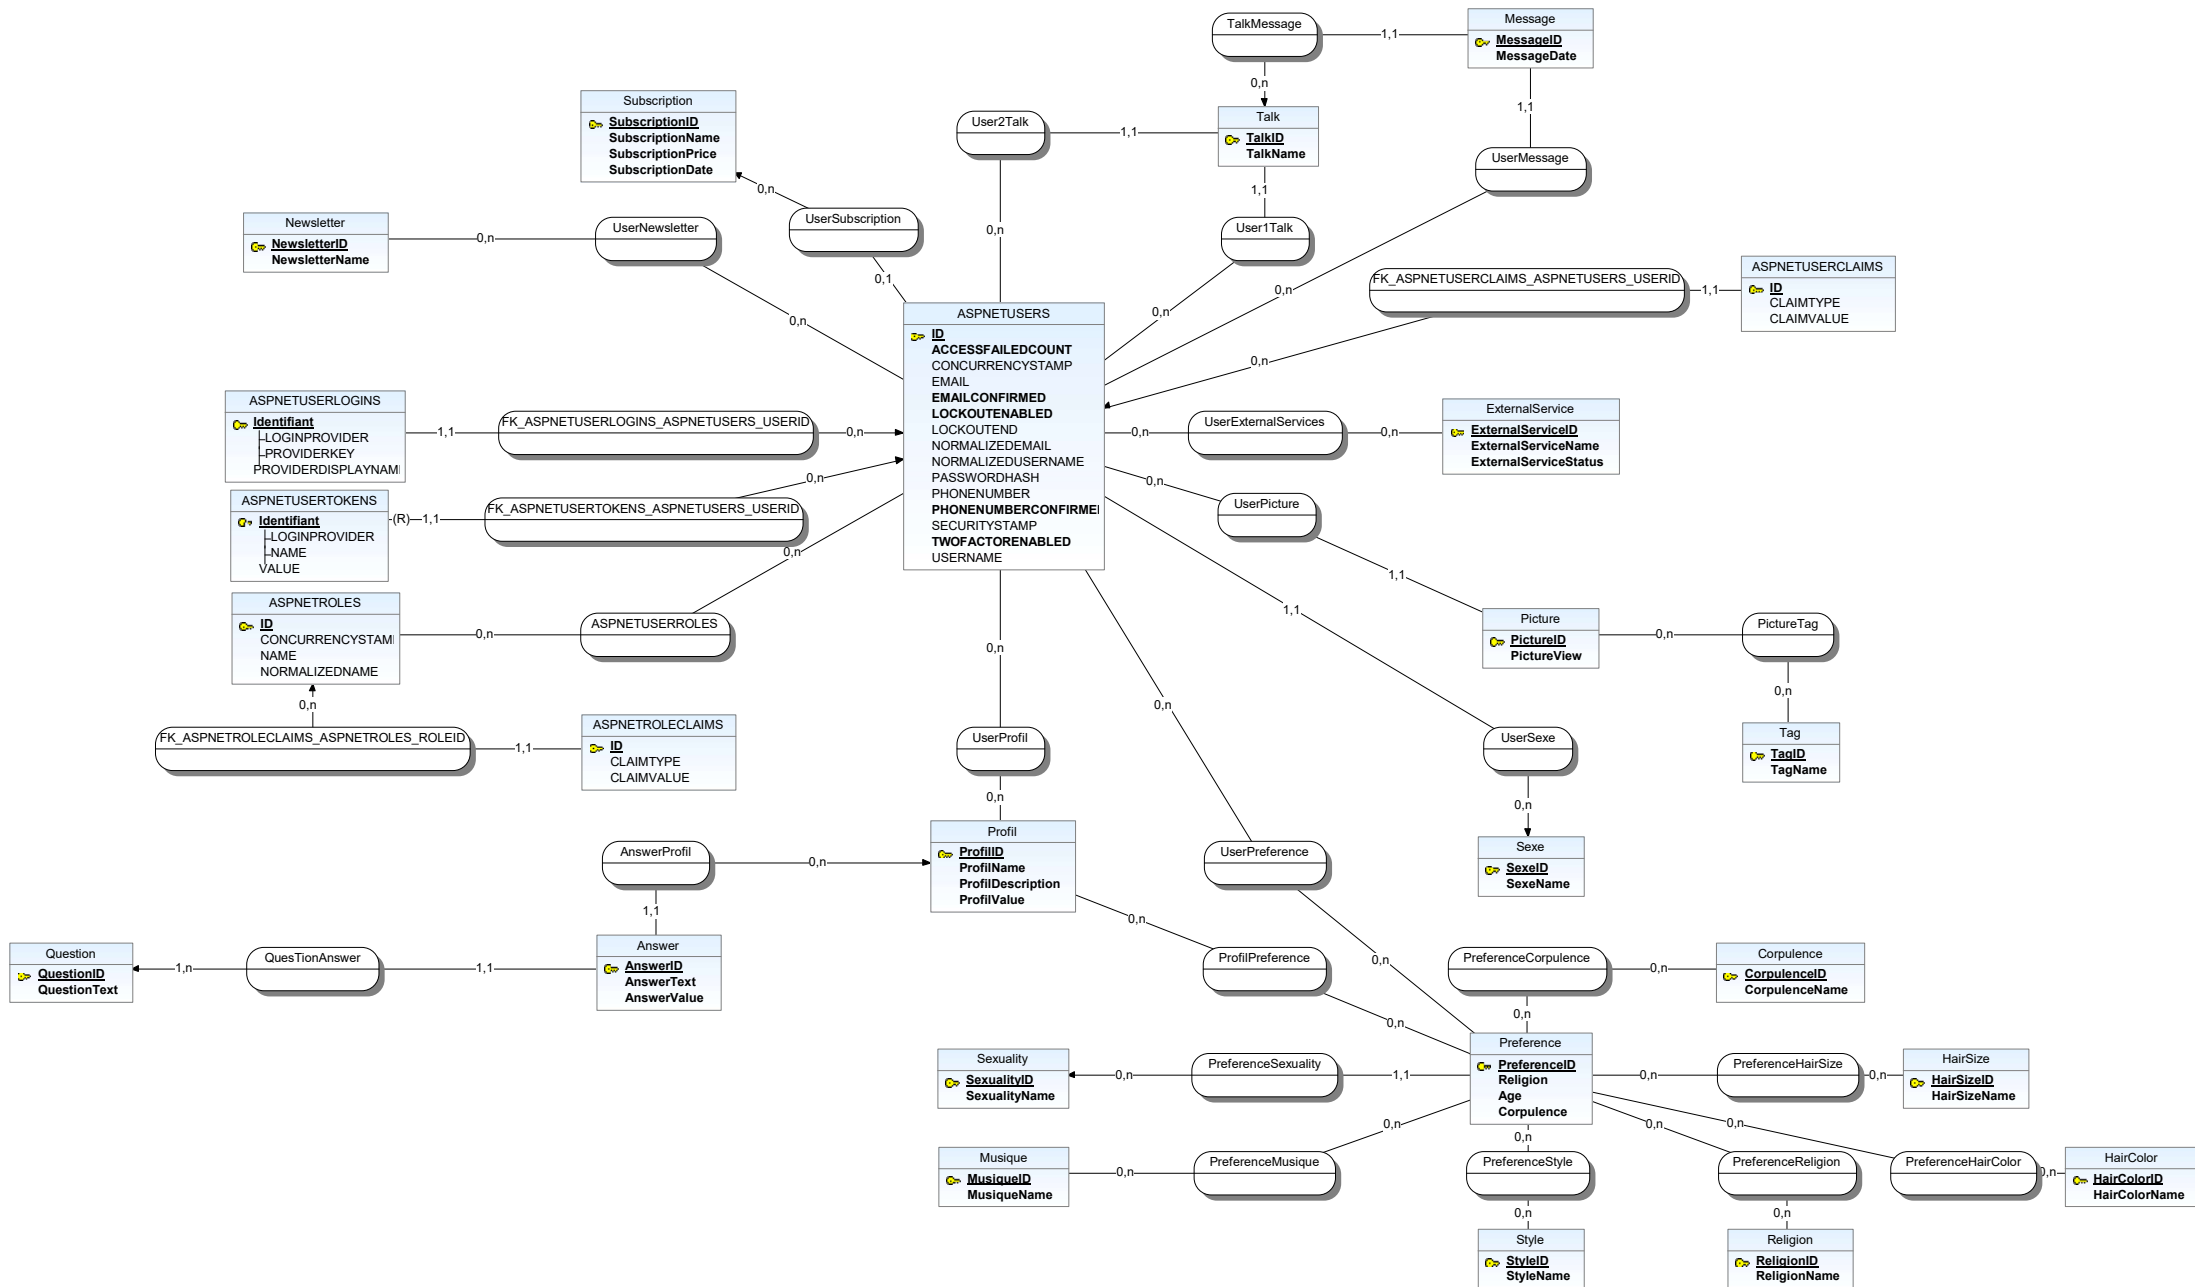 TalkMessage
1,1
Message
MessageID
MessageDate
0,n
1,1
Subscription
SubscriptionID
SubscriptionName
SubscriptionPrice
SubscriptionDate
User2Talk
1,1
Talk
TalkID
TalkName
UserMessage
0,n
1,1
Newsletter
NewsletterID
NewsletterName
0,n
UserNewsletter
UserSubscription
0,n
User1Talk
0,1
0,n
0,n
0,n
0,n
FK_ASPNETUSERCLAIMS_ASPNETUSERS_USERID
1,1
ASPNETUSERCLAIMS
ID
CLAIMTYPE
CLAIMVALUE
0,n
ASPNETUSERS
ID
ACCESSFAILEDCOUNT
CONCURRENCYSTAMP
EMAIL
EMAILCONFIRMED
LOCKOUTENABLED
LOCKOUTEND
NORMALIZEDEMAIL
NORMALIZEDUSERNAME
PASSWORDHASH
PHONENUMBER
PHONENUMBERCONFIRME
SECURITYSTAMP
TWOFACTORENABLED
USERNAME
ASPNETUSERLOGINS
Identifiant
LOGINPROVIDER
PROVIDERKEY
PROVIDERDISPLAYNAM
1,1
FK_ASPNETUSERLOGINS_ASPNETUSERS_USERID
0,n
0,n
UserExternalServices
0,n
ExternalService
ExternalServiceID
ExternalServiceName
ExternalServiceStatus
ASPNETUSERTOKENS
Identifiant
LOGINPROVIDER
NAME
VALUE
(R)
1,1
FK_ASPNETUSERTOKENS_ASPNETUSERS_USERID
0,n
0,n
UserPicture
1,1
0,n
ASPNETROLES
ID
CONCURRENCYSTAM
NAME
NORMALIZEDNAME
0,n
ASPNETUSERROLES
1,1
Picture
PictureID
PictureView
0,n
PictureTag
0,n
Tag
TagID
TagName
0,n
0,n
0,n
FK_ASPNETROLECLAIMS_ASPNETROLES_ROLEID
1,1
ASPNETROLECLAIMS
ID
CLAIMTYPE
CLAIMVALUE
UserProfil
UserSexe
0,n
0,n
Sexe
SexeID
SexeName
AnswerProfil
0,n
Profil
ProfilID
ProfilName
ProfilDescription
ProfilValue
UserPreference
1,1
0,n
Question
QuestionID
QuestionText
1,n
QuesTionAnswer
1,1
Answer
AnswerID
AnswerText
AnswerValue
ProfilPreference
0,n
PreferenceCorpulence
0,n
Corpulence
CorpulenceID
CorpulenceName
0,n
0,n
Sexuality
SexualityID
SexualityName
0,n
PreferenceSexuality
1,1
Preference
PreferenceID
Religion
Age
Corpulence
0,n
PreferenceHairSize
0,n
HairSize
HairSizeID
HairSizeName
0,n
0,n
0,n
0,n
Musique
MusiqueID
MusiqueName
0,n
PreferenceMusique
PreferenceStyle
PreferenceReligion
PreferenceHairColor
0,n
HairColor
HairColorID
HairColorName
0,n
0,n
Style
StyleID
StyleName
Religion
ReligionID
ReligionName